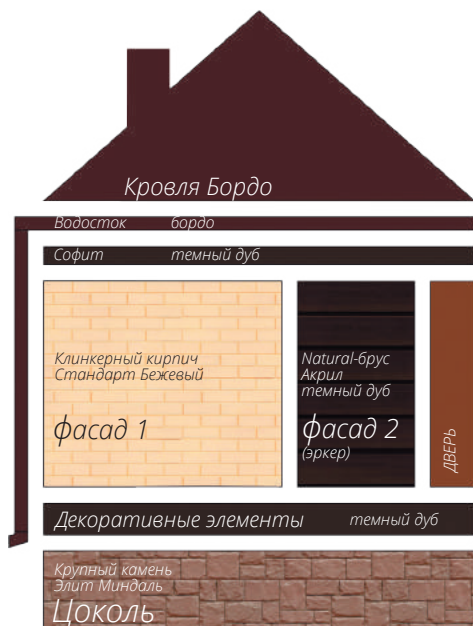 Кровля Бордо
Водосток бордо
Софит темный дуб
Клинкерный кирпич
Стандарт Бежевый
фасад 1
Natural-брус
Акрил
темный дуб
фасад 2
(эркер)
ДВЕРЬ
Декоративные элементы темный дуб
Крупный камень
Элит Миндаль
Цоколь